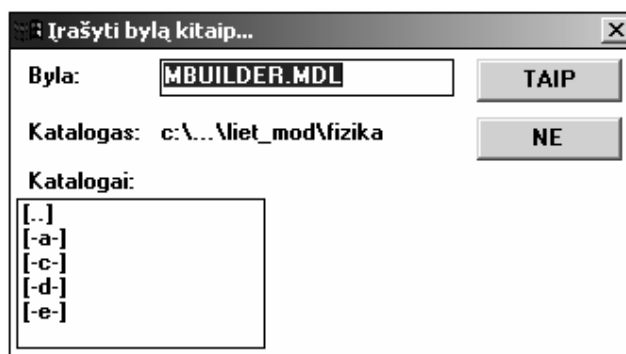 Įrašyti bylą kitaip...
Byla: MBUILDER.MDL TAIP
Katalogas: c:\...\liet_mod\fizika NE
Katalogai:
[..]
[-a-]
[-c-]
[-d-]
[-e-]